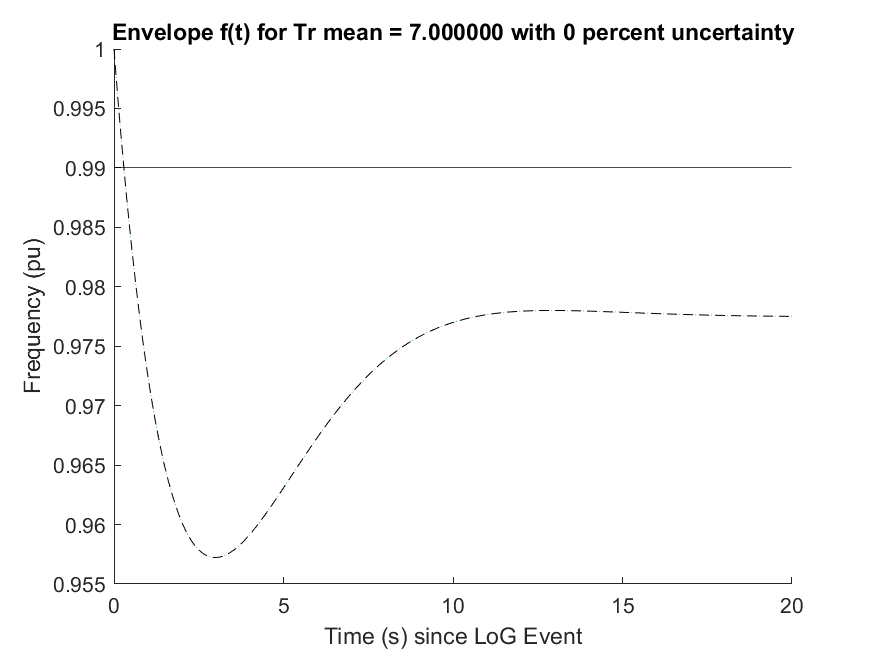 Envelope f(t) for Tr mean = 7.000000 with 0 percent uncertainty
1
0.995
0.99
0.985
0.98
0.975
0.97
0.965
0.96
0.955
Frequency (pu)
0 5 10 15 20
Time (s) since LoG Event